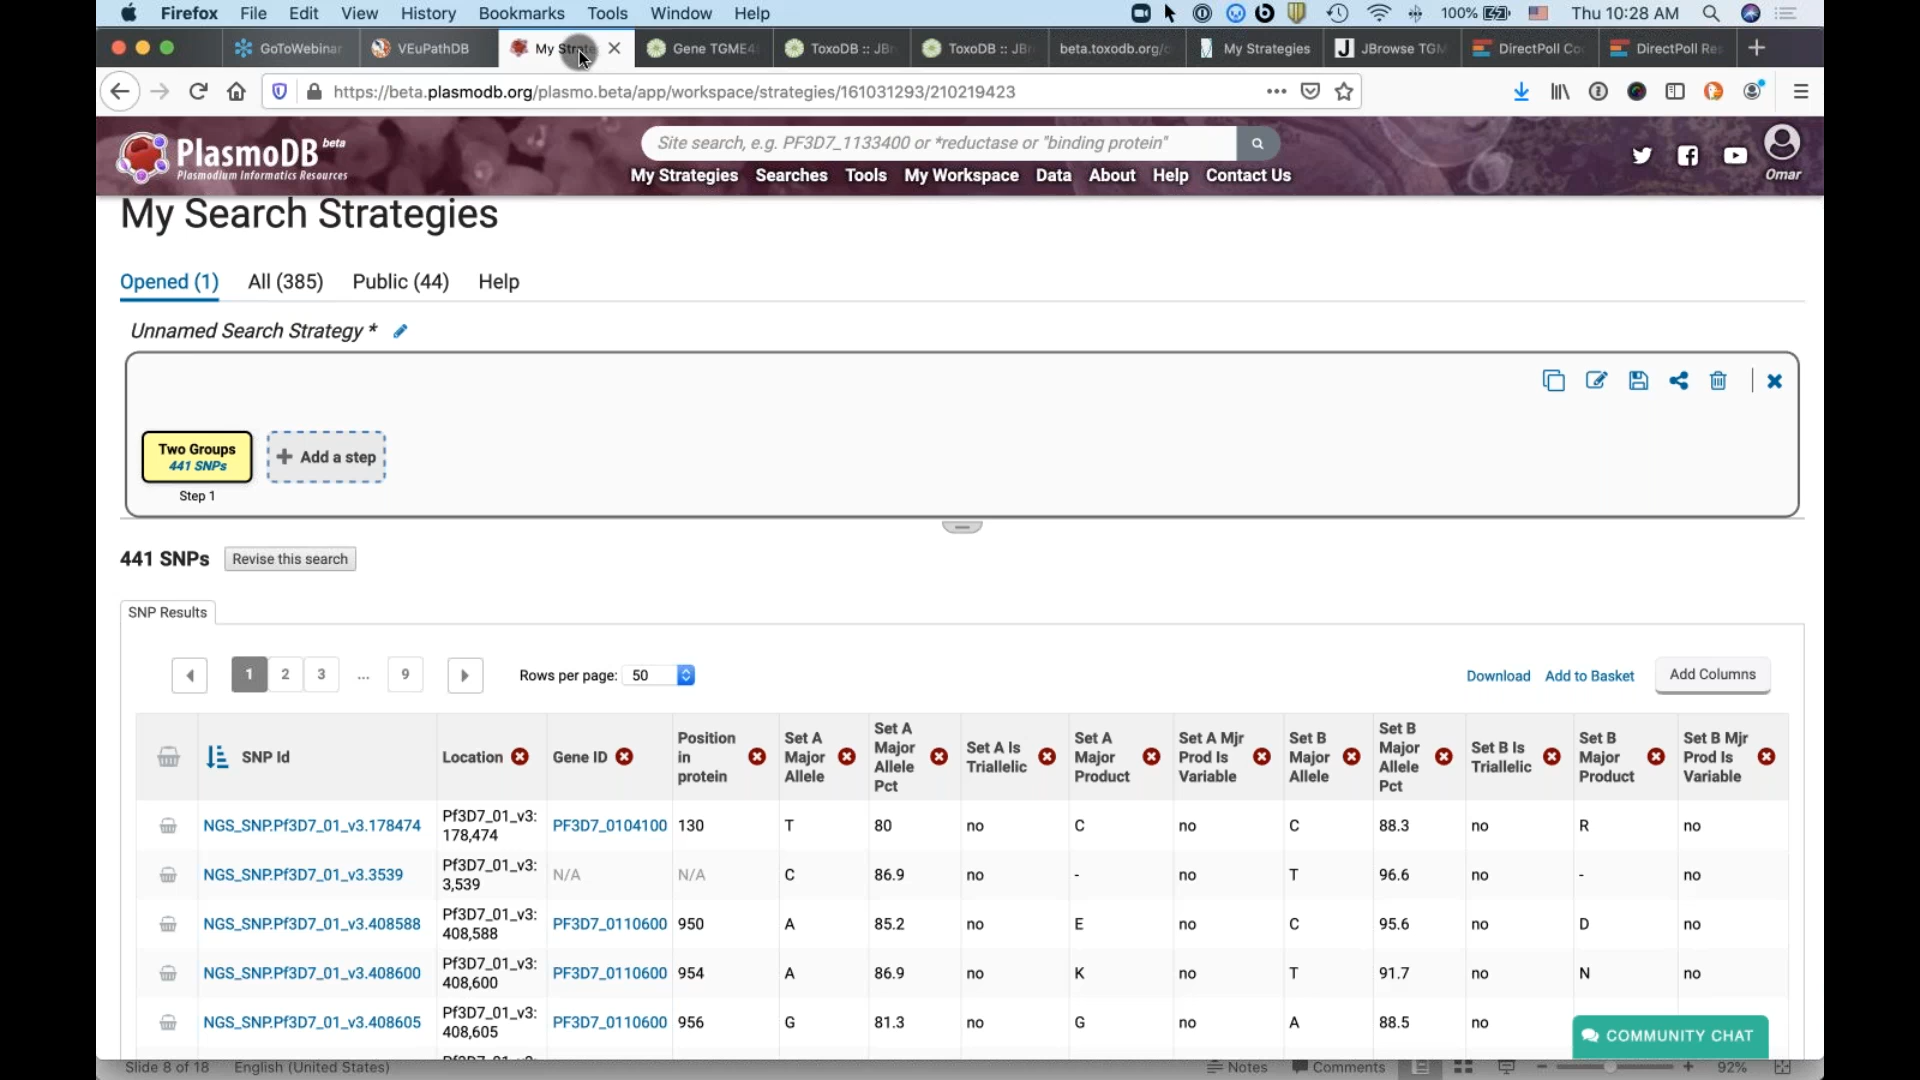 Firefox File Edit View History Bookmarks Tools Window Help 100% Thu 10:28 AM
GoToWebinar VEuPathDB My Strate Gene TGME4 ToxoDB :: JBr ToxoDB :: JBr beta.toxodb.org/c My Strategies JBrowse TGM DirectPoll Co DirectPoll Res
https://beta.plasmodb.org/plasmo.beta/app/workspace/strategies/161031293/210219423
PlasmoDB beta
Plasmodium Informatics Resources
Site search, e.g. PF3D7_1133400 or *reductase or "binding protein"
My Strategies Searches Tools My Workspace Data About Help Contact Us
Omar
My Search Strategies
Opened (1) All (385) Public (44) Help
Unnamed Search Strategy *
Two Groups
441 SNPs
Add a step
Step 1
441 SNPs Revise this search
SNP Results
1 2 3 ... 9 Rows per page: 50 Download Add to Basket Add Columns
SNP Id Location Gene ID Position in protein Set A Major Allele Set A Major Allele Pct Set A Is Triallelic Set A Major Product Set A Mjr Prod Is Variable Set B Major Allele Set B Major Allele Pct Set B Is Triallelic Set B Major Product Set B Mjr Prod Is Variable
NGS_SNP.Pf3D7_01_v3.178474 Pf3D7_01_v3: 178,474 PF3D7_0104100 130 T 80 no C no C 88.3 no R no
NGS_SNP.Pf3D7_01_v3.3539 Pf3D7_01_v3: 3,539 N/A N/A C 86.9 no - no T 96.6 no - no
NGS_SNP.Pf3D7_01_v3.408588 Pf3D7_01_v3: 408,588 PF3D7_0110600 950 A 85.2 no E no C 95.6 no D no
NGS_SNP.Pf3D7_01_v3.408600 Pf3D7_01_v3: 408,600 PF3D7_0110600 954 A 86.9 no K no T 91.7 no N no
NGS_SNP.Pf3D7_01_v3.408605 Pf3D7_01_v3: 408,605 PF3D7_0110600 956 G 81.3 no G no A 88.5 no
COMMUNITY CHAT
Slide 8 of 18 English (United States) Notes Comments 92%